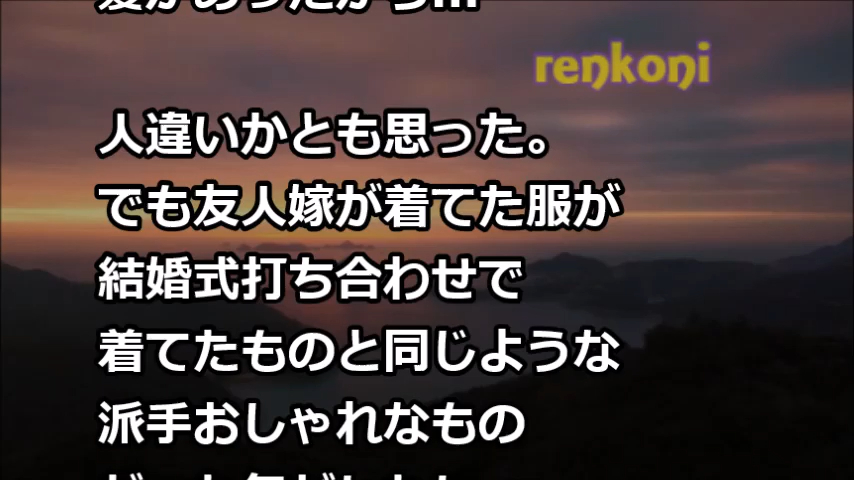 renkoni
人違いかとも思った。
でも友人嫁が着てた服が
結婚式打ち合わせで
着てたものと同じような
派手おしゃれなもの